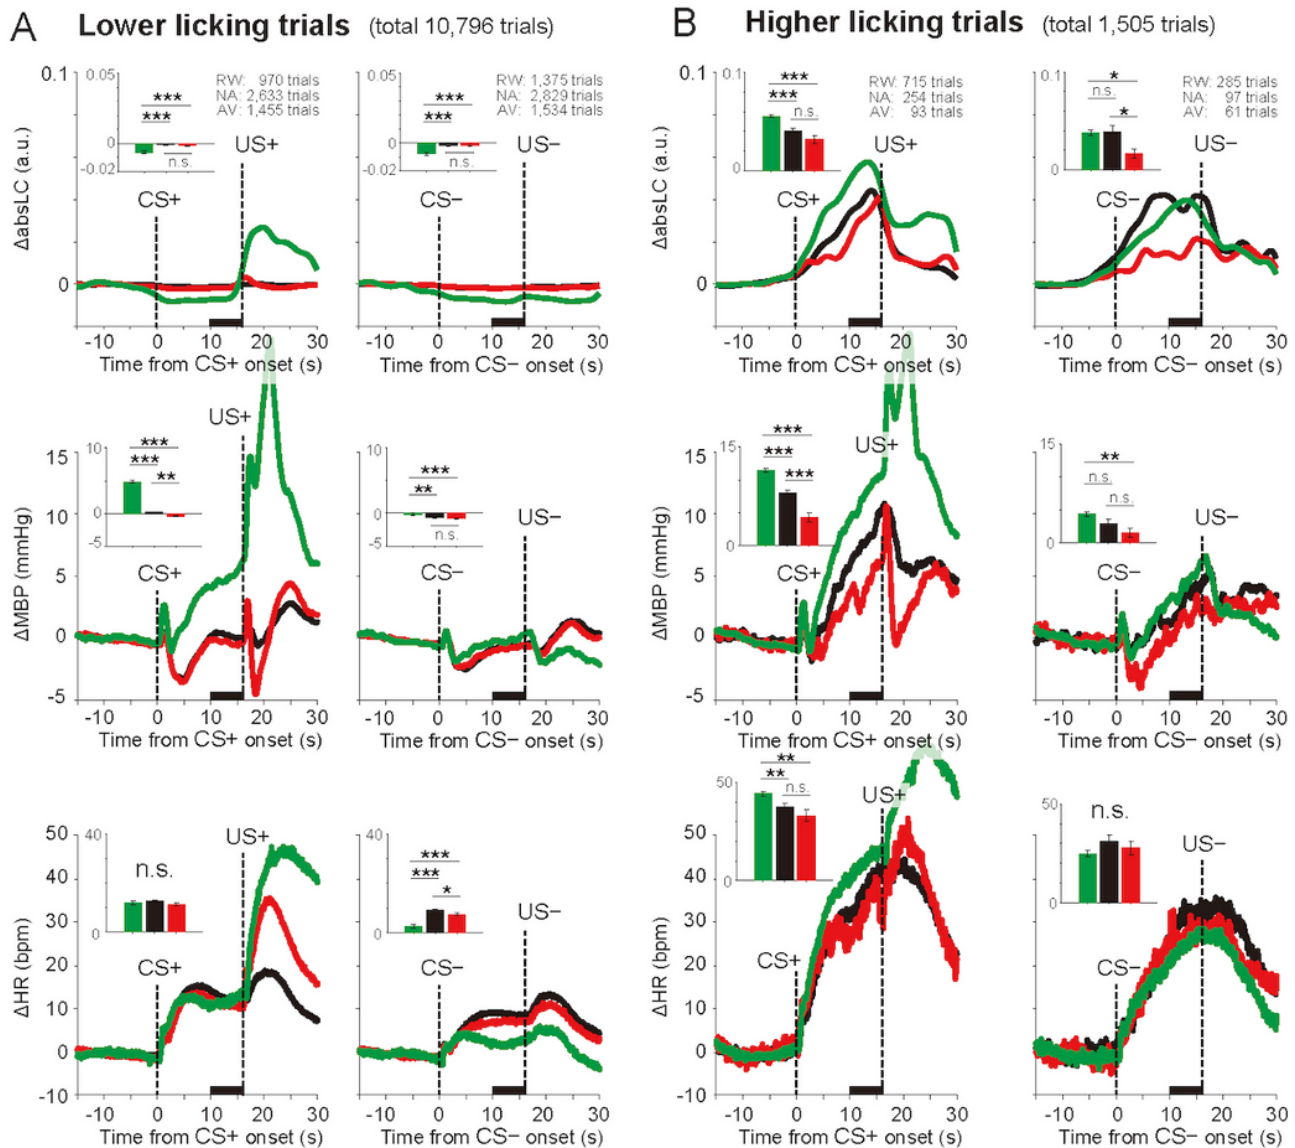 A Lower licking trials (total 10,796 trials)
B Higher licking trials (total 1,505 trials)
0.1
ΔabsLC (a.u.)
0
0.05
0
-0.02
***
***
n.s.
RW: 970 trials
NA: 2,633 trials
AV: 1,455 trials
US+
CS+
-10 0 10 20 30
Time from CS+ onset (s)
0.05
0
-0.02
***
***
n.s.
RW: 1,375 trials
NA: 2,829 trials
AV: 1,534 trials
US−
CS−
-10 0 10 20 30
Time from CS− onset (s)
0.1
ΔabsLC (a.u.)
0
0.1
0
***
***
n.s.
RW: 715 trials
NA: 254 trials
AV: 93 trials
US+
CS+
-10 0 10 20 30
Time from CS+ onset (s)
0.1
0
*
n.s.
*
RW: 285 trials
NA: 97 trials
AV: 61 trials
US−
CS−
-10 0 10 20 30
Time from CS− onset (s)
15
10
5
0
-5
ΔMBP (mmHg)
10
0
-5
***
***
**
US+
CS+
-10 0 10 20 30
Time from CS+ onset (s)
10
0
-5
***
**
n.s.
US−
CS−
-10 0 10 20 30
Time from CS− onset (s)
15
10
5
0
-5
ΔMBP (mmHg)
15
0
***
***
***
US+
CS+
-10 0 10 20 30
Time from CS+ onset (s)
15
0
**
n.s.
n.s.
US−
CS−
-10 0 10 20 30
Time from CS− onset (s)
50
40
30
20
10
0
-10
ΔHR (bpm)
40
0
n.s.
US+
CS+
-10 0 10 20 30
Time from CS+ onset (s)
40
0
***
***
*
US−
CS−
-10 0 10 20 30
Time from CS− onset (s)
50
40
30
20
10
0
-10
ΔHR (bpm)
50
0
**
**
n.s.
US+
CS+
-10 0 10 20 30
Time from CS+ onset (s)
50
0
n.s.
US−
CS−
-10 0 10 20 30
Time from CS− onset (s)